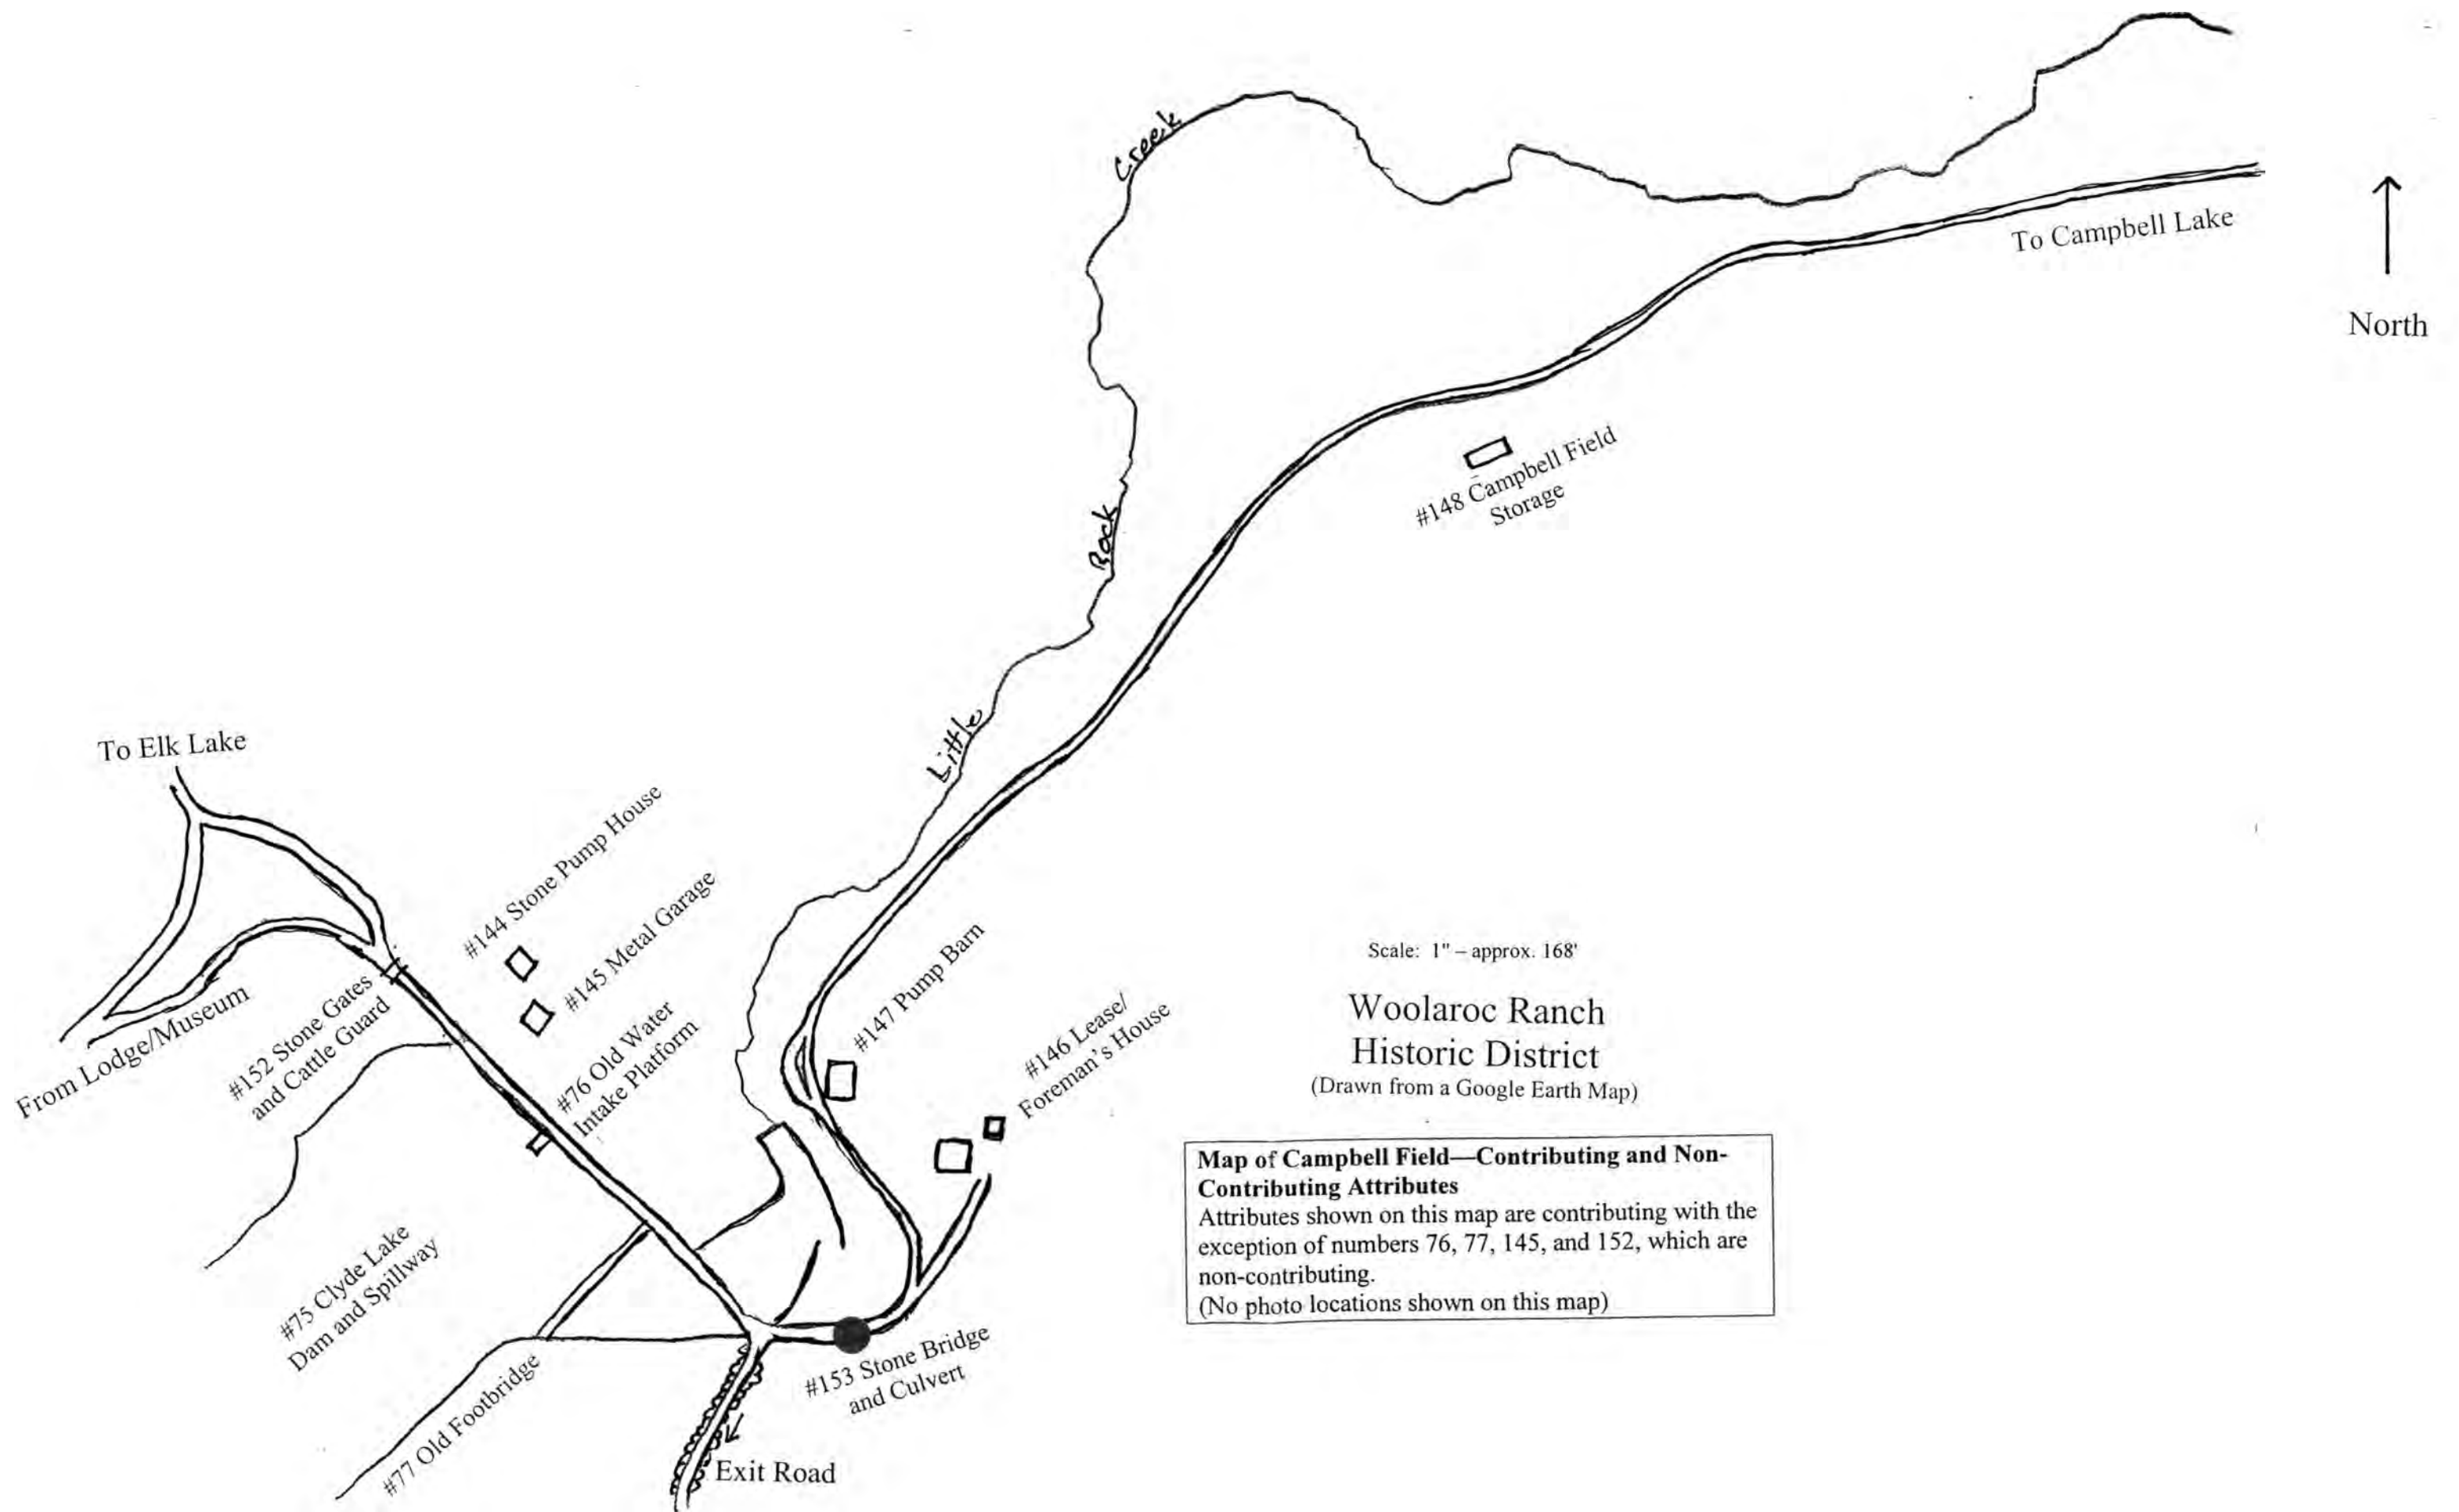 Creek
To Campbell Lake
North
#148 Campbell Field
Storage
Rock
Little
To Elk Lake
#144 Stone Pump House
#145 Metal Garage
#147 Pump Barn
#146 Lease/
Foreman's House
#76 Old Water
Intake Platform
From Lodge/Museum
#152 Stone Gates
and Cattle Guard
#75 Clyde Lake
Dam and Spillway
#77 Old Footbridge
#153 Stone Bridge
and Culvert
Exit Road
Scale: 1" – approx. 168'
Woolaroc Ranch
Historic District
(Drawn from a Google Earth Map)
Map of Campbell Field—Contributing and Non-
Contributing Attributes
Attributes shown on this map are contributing with the
exception of numbers 76, 77, 145, and 152, which are
non-contributing.
(No photo locations shown on this map)